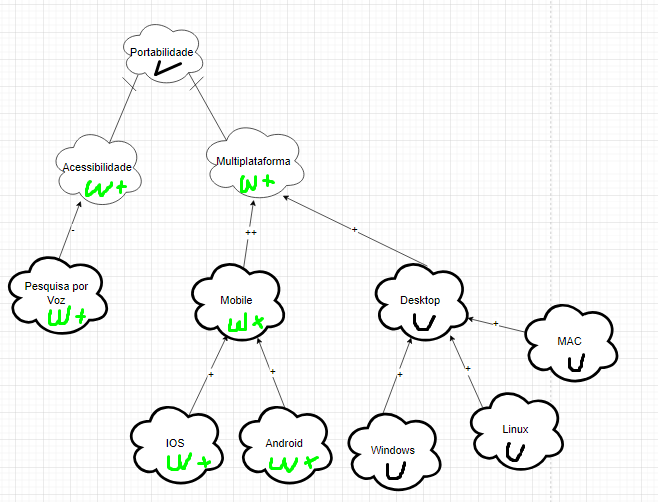 Portabilidade
✓
Acessibilidade
W+
Multiplataforma
W+
-
++
+
Pesquisa por
Voz
W+
Mobile
W+
Desktop
U
+
MAC
U
+
+
+
+
IOS
W+
Android
W+
Windows
U
Linux
U